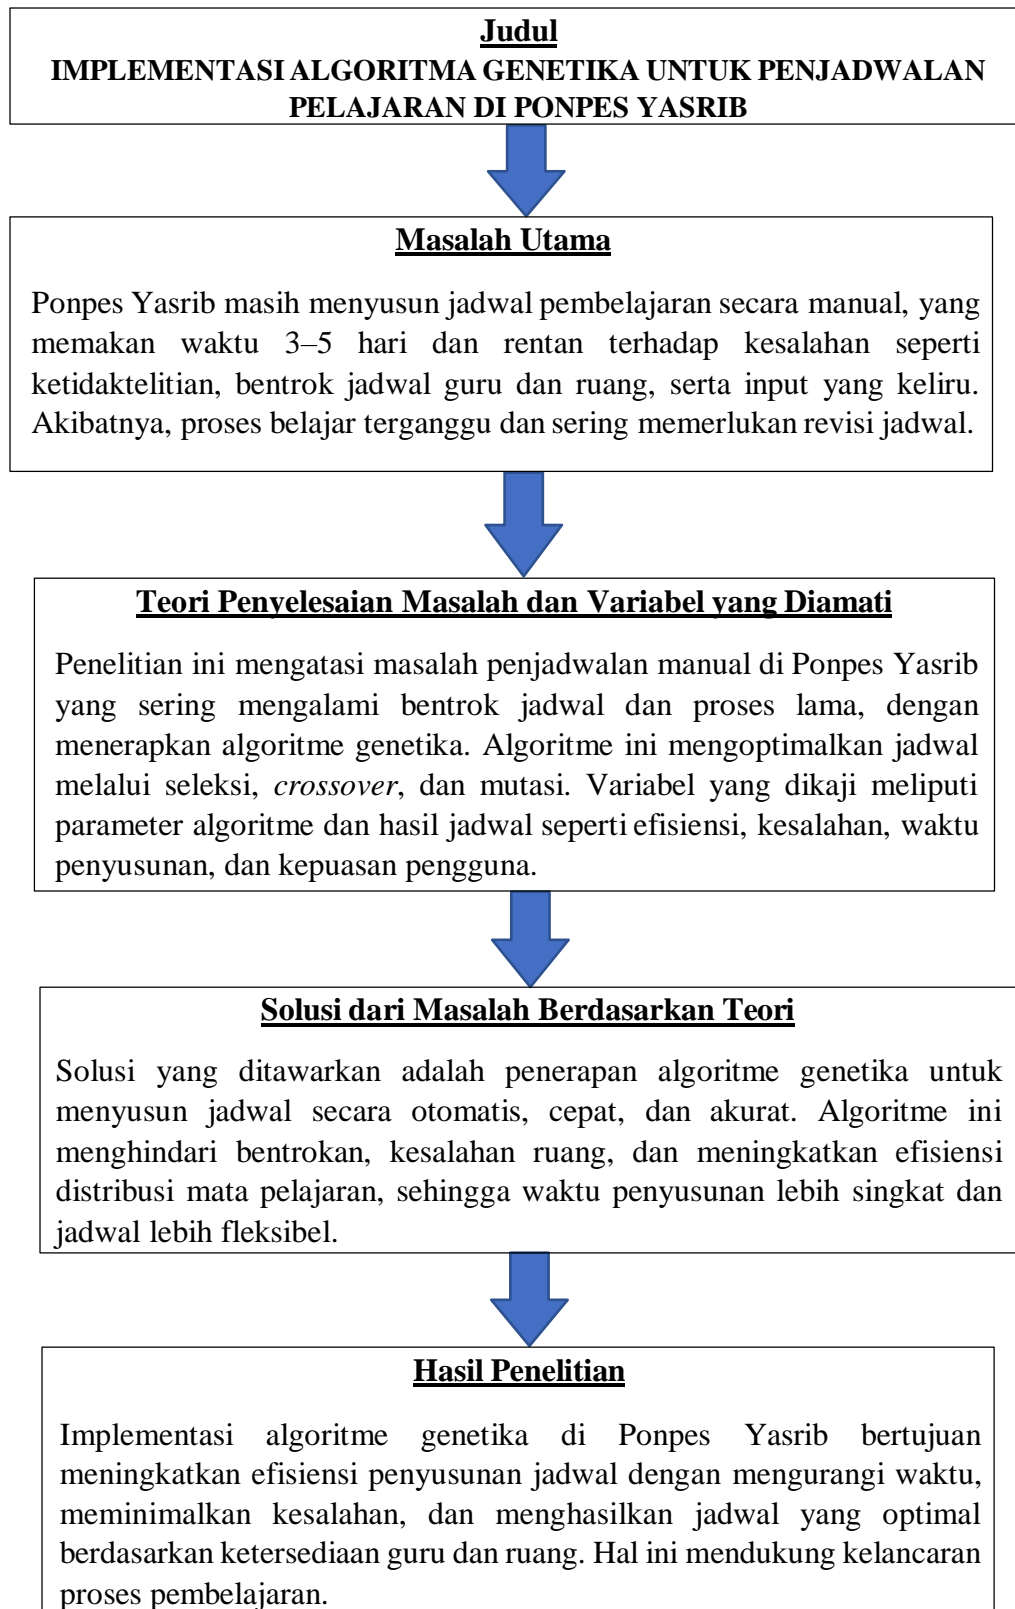 Judul
IMPLEMENTASI ALGORITMA GENETIKA UNTUK PENJADWALAN
PELAJARAN DI PONPES YASRIB
Masalah Utama
Ponpes Yasrib masih menyusun jadwal pembelajaran secara manual, yang
memakan waktu 3–5 hari dan rentan terhadap kesalahan seperti
ketidaktelitian, bentrok jadwal guru dan ruang, serta input yang keliru.
Akibatnya, proses belajar terganggu dan sering memerlukan revisi jadwal.
Teori Penyelesaian Masalah dan Variabel yang Diamati
Penelitian ini mengatasi masalah penjadwalan manual di Ponpes Yasrib
yang sering mengalami bentrok jadwal dan proses lama, dengan
menerapkan algoritme genetika. Algoritme ini mengoptimalkan jadwal
melalui seleksi, crossover, dan mutasi. Variabel yang dikaji meliputi
parameter algoritme dan hasil jadwal seperti efisiensi, kesalahan, waktu
penyusunan, dan kepuasan pengguna.
Solusi dari Masalah Berdasarkan Teori
Solusi yang ditawarkan adalah penerapan algoritme genetika untuk
menyusun jadwal secara otomatis, cepat, dan akurat. Algoritme ini
menghindari bentrokan, kesalahan ruang, dan meningkatkan efisiensi
distribusi mata pelajaran, sehingga waktu penyusunan lebih singkat dan
jadwal lebih fleksibel.
Hasil Penelitian
Implementasi algoritme genetika di Ponpes Yasrib bertujuan
meningkatkan efisiensi penyusunan jadwal dengan mengurangi waktu,
meminimalkan kesalahan, dan menghasilkan jadwal yang optimal
berdasarkan ketersediaan guru dan ruang. Hal ini mendukung kelancaran
proses pembelajaran.